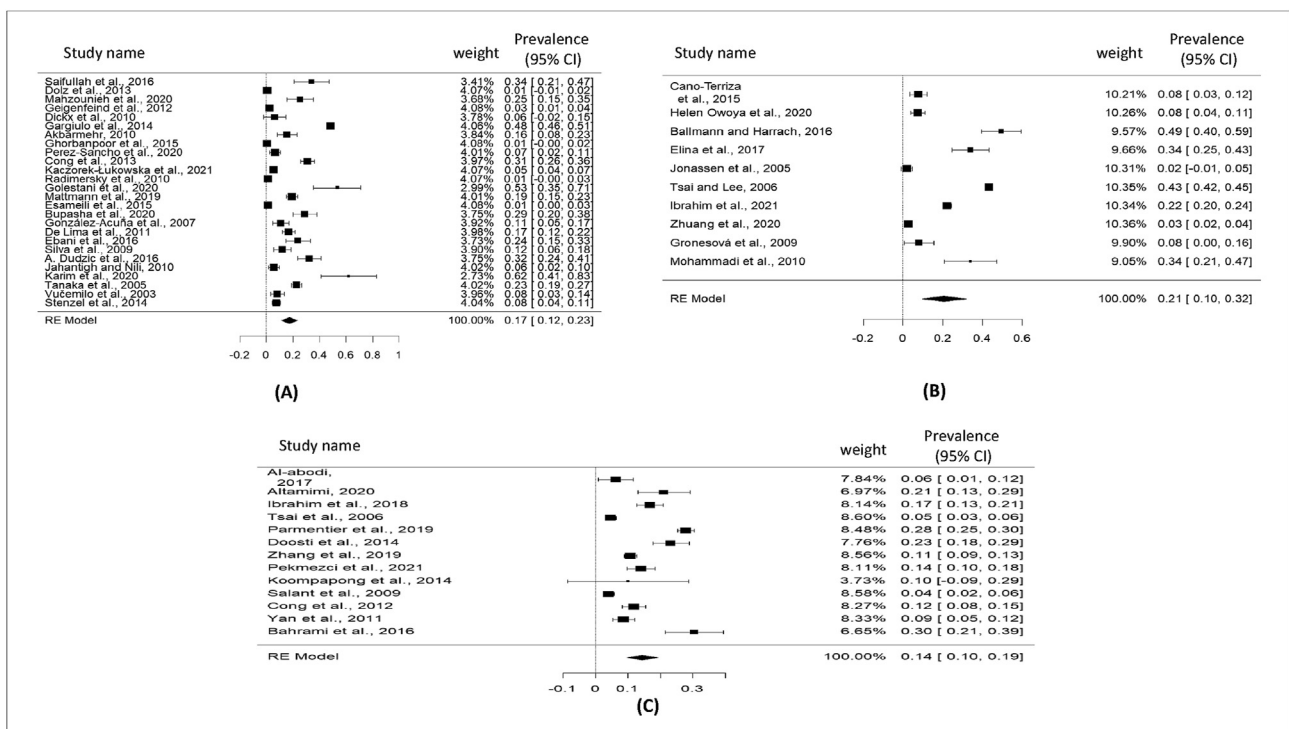 Study name weight Prevalence
(95% CI)
Saifullah et al., 2016 3.41% 0.34 [ 0.21, 0.47]
Dolz et al., 2013 4.07% 0.01 [-0.01, 0.02]
Mahzounieh et al., 2020 3.68% 0.25 [ 0.15, 0.35]
Geigenfeind et al., 2012 4.08% 0.03 [ 0.01, 0.04]
Dickx et al., 2010 3.78% 0.06 [-0.02, 0.15]
Gargiulo et al., 2014 4.06% 0.48 [ 0.46, 0.51]
Akbarmehr, 2010 3.84% 0.16 [ 0.08, 0.23]
Ghorbanpoor et al., 2015 4.08% 0.01 [-0.00, 0.02]
Perez-Sancho et al., 2020 4.01% 0.07 [ 0.02, 0.11]
Cong et al., 2013 3.97% 0.31 [ 0.26, 0.36]
Kaczorek-Łukowska et al., 2021 4.06% 0.05 [ 0.04, 0.07]
Radimersky et al., 2010 4.07% 0.01 [-0.00, 0.03]
Golestani et al., 2020 2.99% 0.53 [ 0.35, 0.71]
Mattmann et al., 2019 4.01% 0.19 [ 0.15, 0.23]
Esameili et al., 2015 4.08% 0.01 [ 0.00, 0.03]
Bupasha et al., 2020 3.75% 0.29 [ 0.20, 0.38]
González-Acuña et al., 2007 3.92% 0.11 [ 0.05, 0.17]
De Lima et al., 2011 3.98% 0.17 [ 0.12, 0.22]
Ebani et al., 2016 3.73% 0.24 [ 0.15, 0.33]
Silva et al., 2009 3.90% 0.12 [ 0.06, 0.18]
A. Dudzic et al., 2016 3.75% 0.32 [ 0.24, 0.41]
Jahantigh and Nili, 2010 4.02% 0.06 [ 0.02, 0.10]
Karim et al., 2020 2.73% 0.62 [ 0.41, 0.83]
Tanaka et al., 2005 4.02% 0.23 [ 0.19, 0.27]
Vučemilo et al., 2003 3.96% 0.08 [ 0.03, 0.14]
Stenzel et al., 2014 4.04% 0.08 [ 0.04, 0.11]
RE Model 100.00% 0.17 [ 0.12, 0.23]
-0.2 0 0.2 0.4 0.6 0.8 1
(A)
Study name weight Prevalence
(95% CI)
Cano-Terriza
et al., 2015 10.21% 0.08 [ 0.03, 0.12]
Helen Owoya et al., 2020 10.26% 0.08 [ 0.04, 0.11]
Ballmann and Harrach, 2016 9.57% 0.49 [ 0.40, 0.59]
Elina et al., 2017 9.66% 0.34 [ 0.25, 0.43]
Jonassen et al., 2005 10.31% 0.02 [ -0.01, 0.05]
Tsai and Lee, 2006 10.35% 0.43 [ 0.42, 0.45]
Ibrahim et al., 2021 10.34% 0.22 [ 0.20, 0.24]
Zhuang et al., 2020 10.36% 0.03 [ 0.02, 0.04]
Gronesová et al., 2009 9.90% 0.08 [ 0.00, 0.16]
Mohammadi et al., 2010 9.05% 0.34 [ 0.21, 0.47]
RE Model 100.00% 0.21 [ 0.10, 0.32]
-0.2 0 0.2 0.4 0.6
(B)
Study name weight Prevalence
(95% CI)
Al-abodi,
2017 7.84% 0.06 [ 0.01, 0.12]
Altamimi, 2020 6.97% 0.21 [ 0.13, 0.29]
Ibrahim et al., 2018 8.14% 0.17 [ 0.13, 0.21]
Tsai et al., 2006 8.60% 0.05 [ 0.03, 0.06]
Parmentier et al., 2019 8.48% 0.28 [ 0.25, 0.30]
Doosti et al., 2014 7.76% 0.23 [ 0.18, 0.29]
Zhang et al., 2019 8.56% 0.11 [ 0.09, 0.13]
Pekmezci et al., 2021 8.11% 0.14 [ 0.10, 0.18]
Koompapong et al., 2014 3.73% 0.10 [-0.09, 0.29]
Salant et al., 2009 8.58% 0.04 [ 0.02, 0.06]
Cong et al., 2012 8.27% 0.12 [ 0.08, 0.15]
Yan et al., 2011 8.33% 0.09 [ 0.05, 0.12]
Bahrami et al., 2016 6.65% 0.30 [ 0.21, 0.39]
RE Model 100.00% 0.14 [ 0.10, 0.19]
-0.1 0 0.1 0.3
(C)